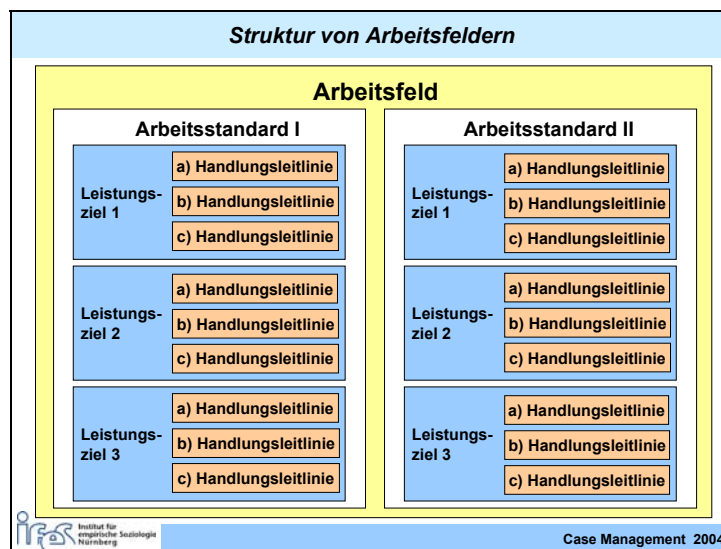 Struktur von Arbeitsfeldern
Arbeitsfeld
Arbeitsstandard I
Leistungs-
ziel 1
a) Handlungsleitlinie
b) Handlungsleitlinie
c) Handlungsleitlinie
Leistungs-
ziel 2
a) Handlungsleitlinie
b) Handlungsleitlinie
c) Handlungsleitlinie
Leistungs-
ziel 3
a) Handlungsleitlinie
b) Handlungsleitlinie
c) Handlungsleitlinie
Arbeitsstandard II
Leistungs-
ziel 1
a) Handlungsleitlinie
b) Handlungsleitlinie
c) Handlungsleitlinie
Leistungs-
ziel 2
a) Handlungsleitlinie
b) Handlungsleitlinie
c) Handlungsleitlinie
Leistungs-
ziel 3
a) Handlungsleitlinie
b) Handlungsleitlinie
c) Handlungsleitlinie
ifes
Institut für
empirische Soziologie
Nürnberg
Case Management 2004